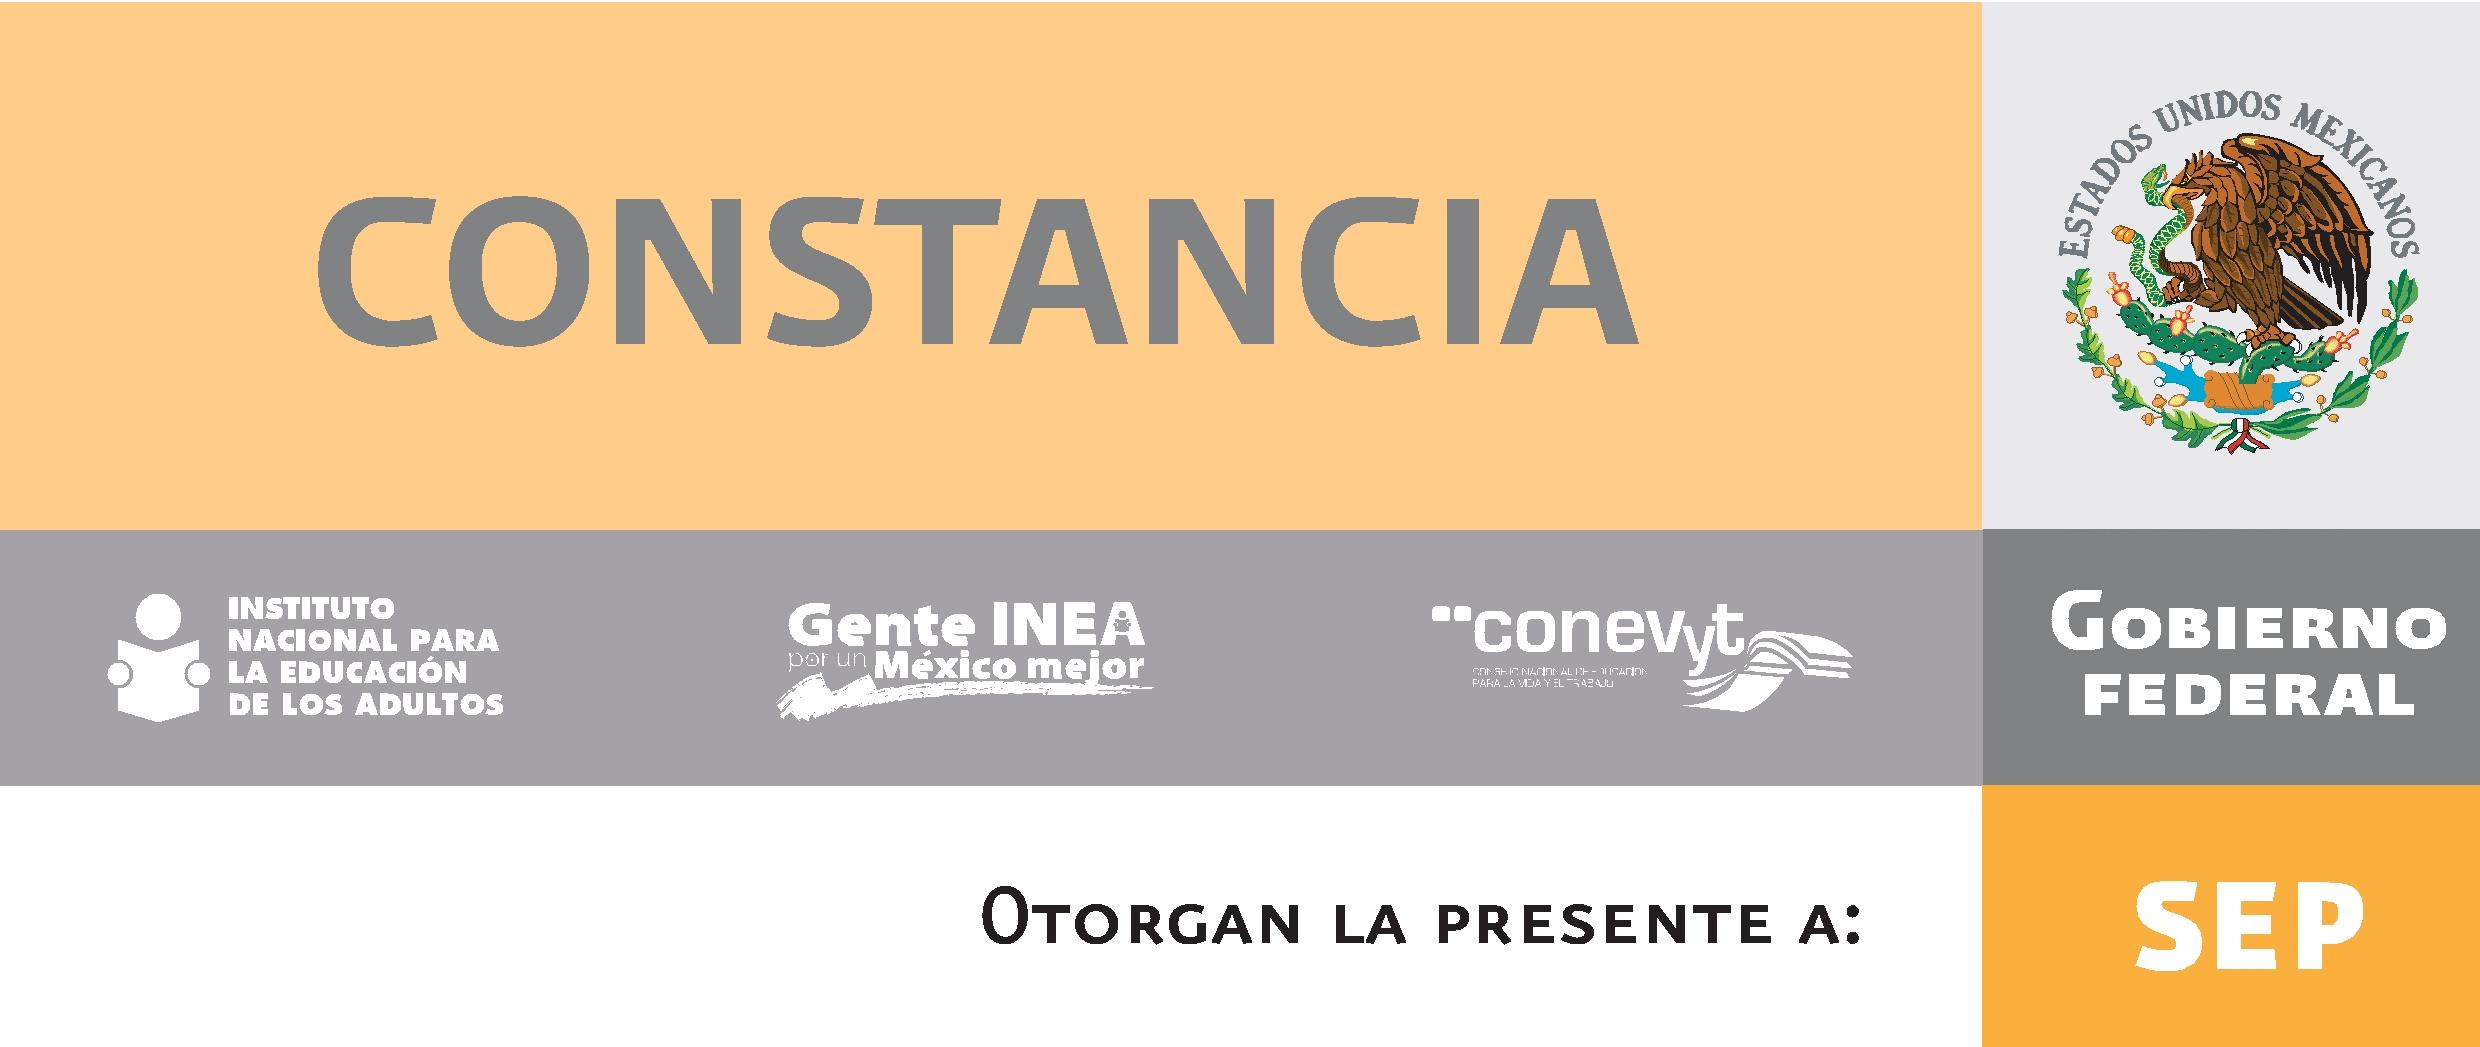 CONSTANCIA
ESTADOS UNIDOS MEXICANOS
INSTITUTO
NACIONAL PARA
LA EDUCACIÓN
DE LOS ADULTOS
Gente INEA
por un México mejor
conevyt
CONSEJO NACIONAL DE EDUCACION
PARA LA VIDA Y EL TRABAJO
GOBIERNO
FEDERAL
OTORGAN LA PRESENTE A:
SEP